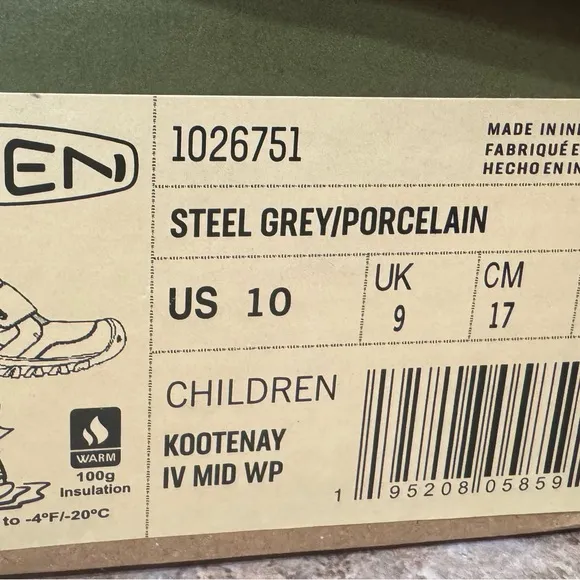 EEN
1026751
MADE IN IN
FABRIQUÉ E
HECHO EN IN
STEEL GREY/PORCELAIN
US 10
UK
9
CM
17
CHILDREN
KOOTENAY
IV MID WP
WARM
100g
Insulation
to -4°F/-20°C
1 95208 05859